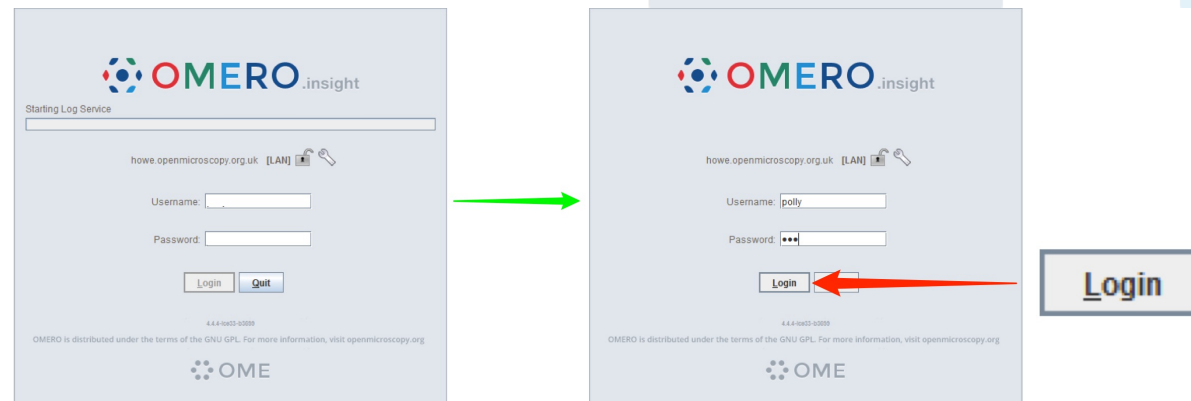 OMERO.insight
Starting Log Service
howe.openmicroscopy.org.uk [LAN]
Username:
Password:
Login Quit
4.4.4-ice33-b3059
OMERO is distributed under the terms of the GNU GPL. For more information, visit openmicroscopy.org
OME
OMERO.insight
howe.openmicroscopy.org.uk [LAN]
Username: polly
Password: •••
Login
4.4.4-ice33-b3059
OMERO is distributed under the terms of the GNU GPL. For more information, visit openmicroscopy.org
OME
Login